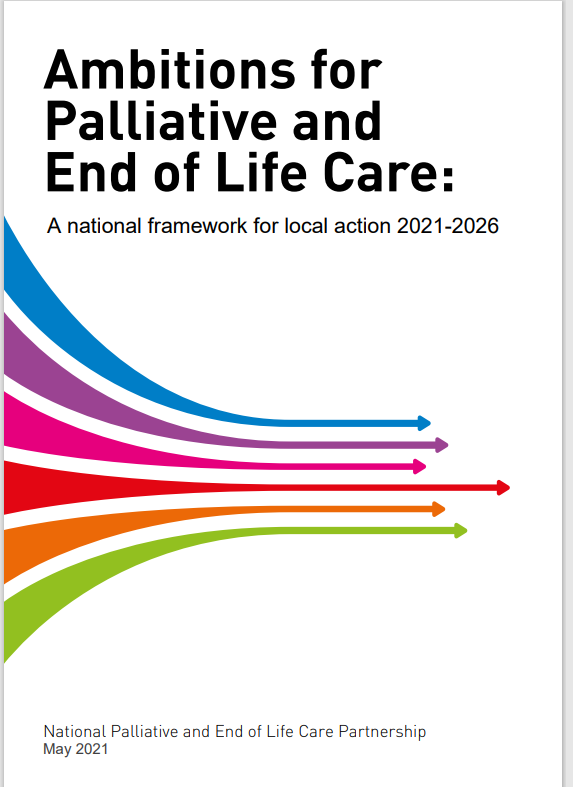 Ambitions for
Palliative and
End of Life Care:
A national framework for local action 2021-2026
National Palliative and End of Life Care Partnership
May 2021